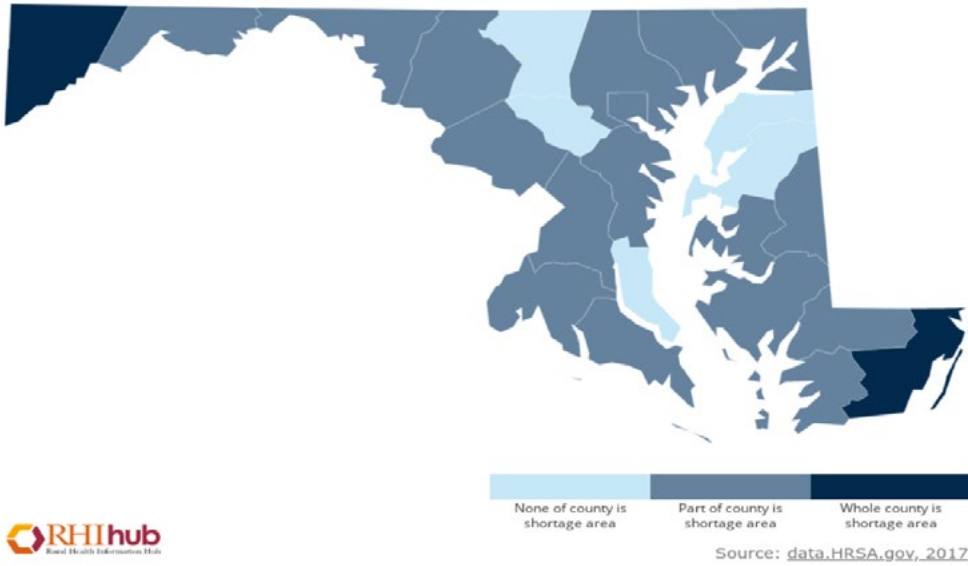 None of county is
shortage area
Part of county is
shortage area
Whole county is
shortage area
RHIhub
Rural Health Information Hub
Source: data.HRSA.gov, 2017